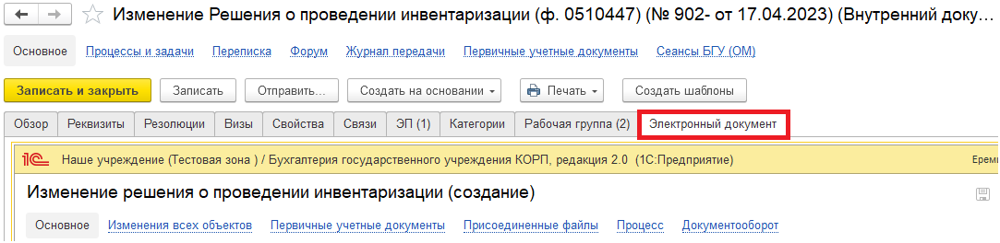 Изменение Решения о проведении инвентаризации (ф. 0510447) (№ 902- от 17.04.2023) (Внутренний доку...
Основное Процессы и задачи Переписка Форум Журнал передачи Первичные учетные документы Сеансы БГУ (ОМ)
Записать и закрыть Записать Отправить... Создать на основании Печать Создать шаблоны
Обзор Реквизиты Резолюции Визы Свойства Связи ЭП (1) Категории Рабочая группа (2) Электронный документ
1С Наше учреждение (Тестовая зона ) / Бухгалтерия государственного учреждения КОРП, редакция 2.0 (1С:Предприятие) Ереми
Изменение решения о проведении инвентаризации (создание)
Основное Изменения всех объектов Первичные учетные документы Присоединенные файлы Процесс Документооборот